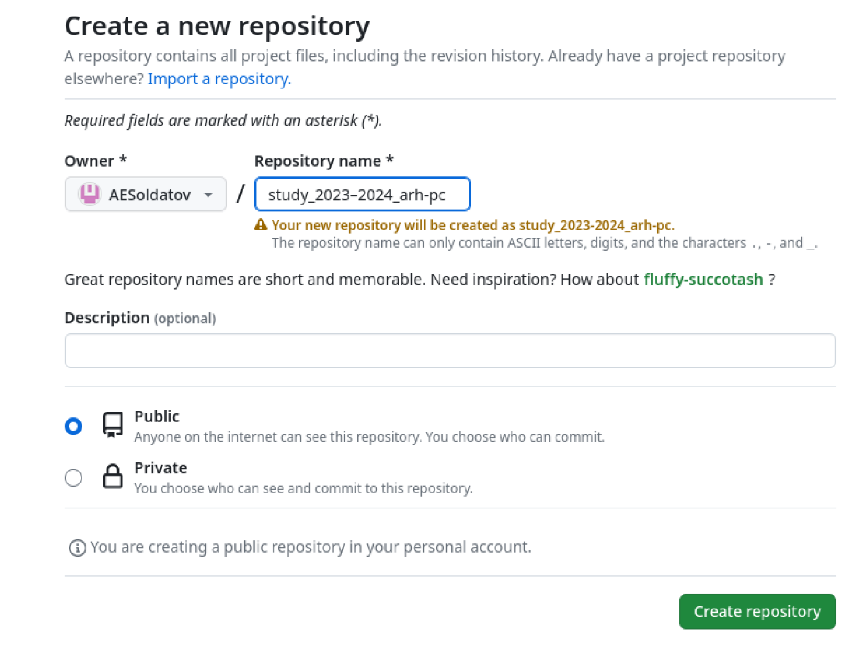 Create a new repository
A repository contains all project files, including the revision history. Already have a project repository
elsewhere? Import a repository.
Required fields are marked with an asterisk (*).
Owner * Repository name *
AESoldatov / study_2023–2024_arh-pc
Your new repository will be created as study_2023-2024_arh-pc.
The repository name can only contain ASCII letters, digits, and the characters ., -, and _.
Great repository names are short and memorable. Need inspiration? How about fluffy-succotash ?
Description (optional)
Public
Anyone on the internet can see this repository. You choose who can commit.
Private
You choose who can see and commit to this repository.
You are creating a public repository in your personal account.
Create repository